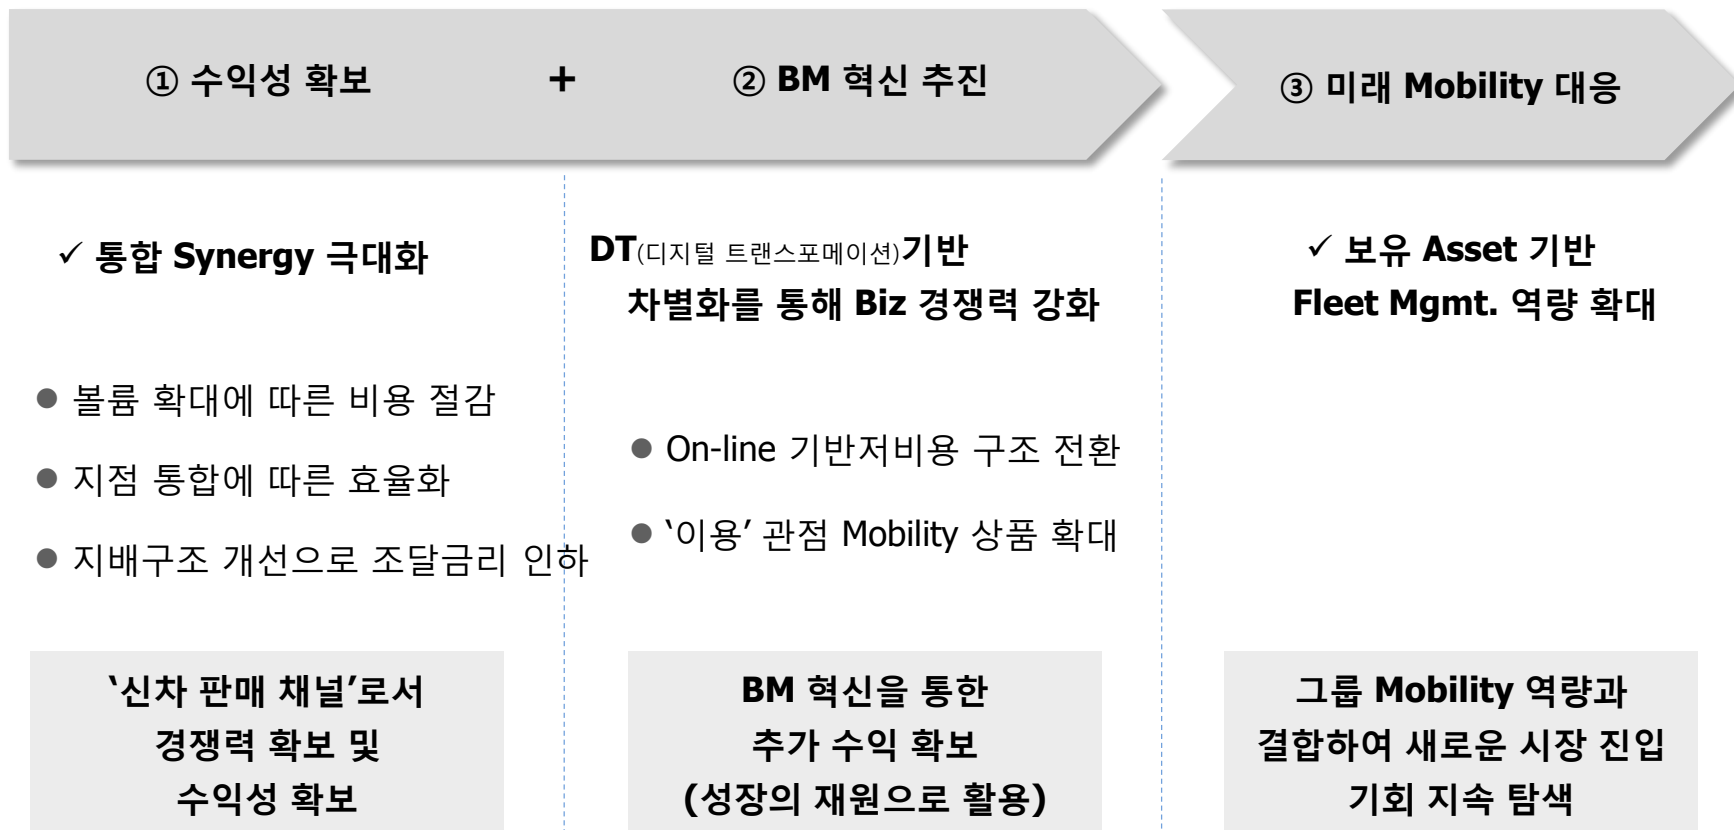 ① 수익성 확보 + ② BM 혁신 추진
③ 미래 Mobility 대응
✓ 통합 Synergy 극대화
● 볼륨 확대에 따른 비용 절감
● 지점 통합에 따른 효율화
● 지배구조 개선으로 조달금리 인하
‘신차 판매 채널’로서
경쟁력 확보 및
수익성 확보
DT(디지털 트랜스포메이션)기반
차별화를 통해 Biz 경쟁력 강화
● On-line 기반저비용 구조 전환
● ‘이용’ 관점 Mobility 상품 확대
BM 혁신을 통한
추가 수익 확보
(성장의 재원으로 활용)
✓ 보유 Asset 기반
Fleet Mgmt. 역량 확대
그룹 Mobility 역량과
결합하여 새로운 시장 진입
기회 지속 탐색